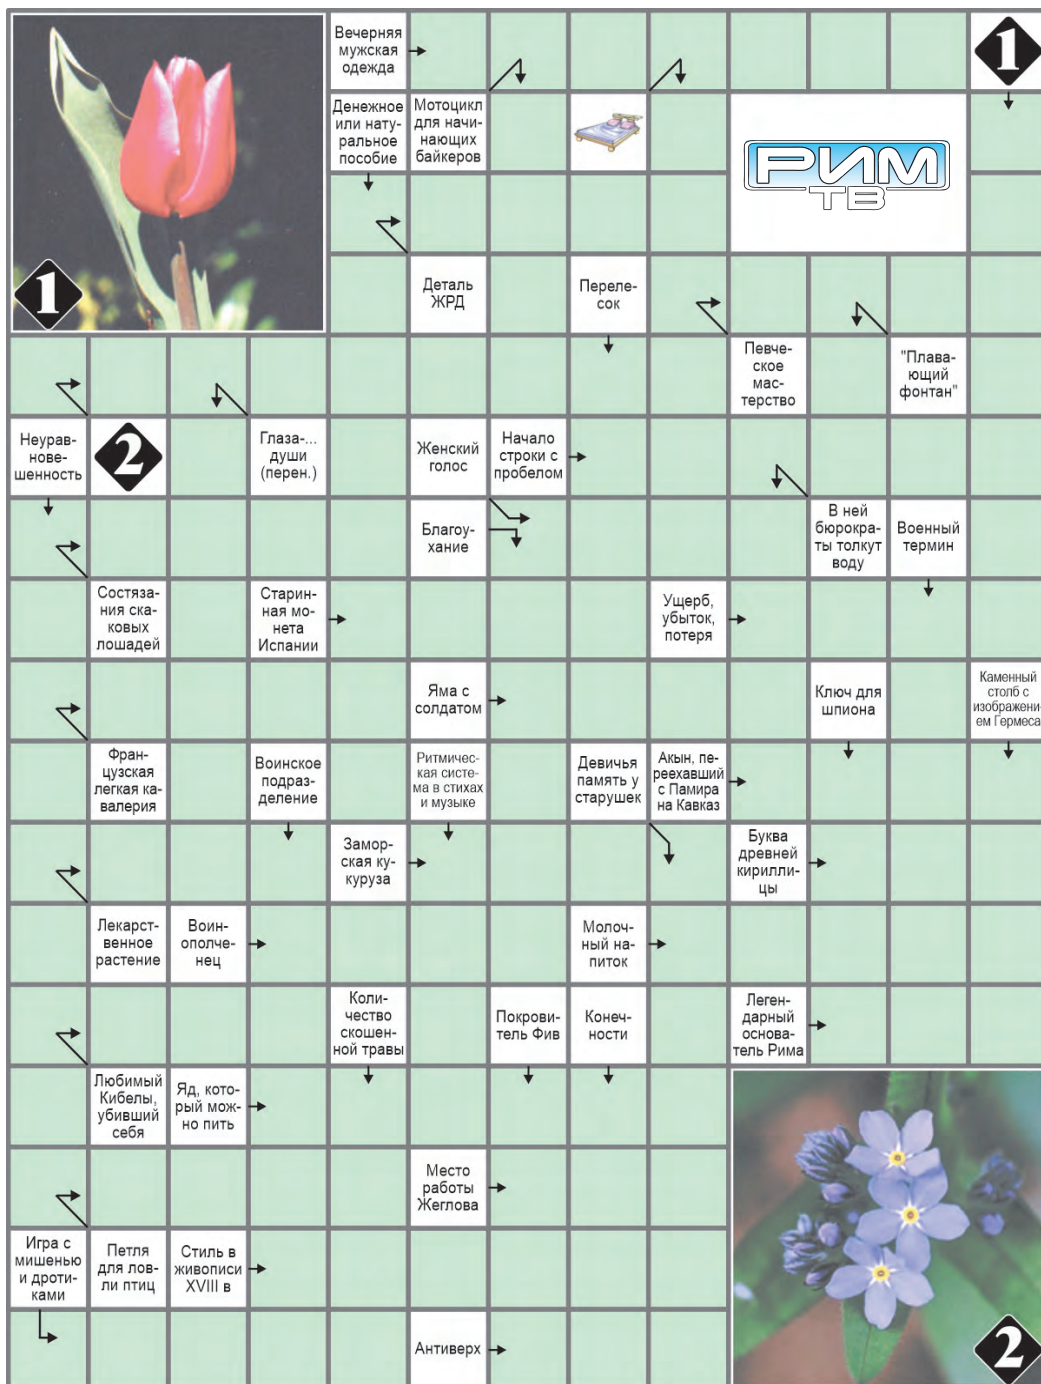 Вечерняя
мужская
одежда
1
Денежное
или нату-
ральное
пособие
Мотоцикл
для начи-
нающих
байкеров
РИМ
ТВ
1
Деталь
ЖРД
Переле-
сок
Певче-
ское
мас-
терство
"Плава-
ющий
фонтан"
Неурав-
нове-
шенность
2
Глаза-...
души
(перен.)
Женский
голос
Начало
строки с
пробелом
Благоу-
хание
В ней
бюрокра-
ты толкут
воду
Военный
термин
Состяза-
ния ска-
ковых
лошадей
Старин-
ная мо-
нета
Испании
Ущерб,
убыток,
потеря
Яма с
солдатом
Ключ для
шпиона
Каменный
столб с
изображени-
ем Гермеса
Фран-
цузская
легкая ка-
валерия
Воинское
подраз-
деление
Ритмичес-
кая систе-
ма в стихах
и музыке
Девичья
память у
старушек
Акын, пе-
реехавший
с Памира
на Кавказ
Замор-
ская ку-
куруза
Буква
древней
кирилли-
цы
Лекарст-
венное
растение
Воин-
ополче-
нец
Молоч-
ный на-
питок
Коли-
чество
скошен-
ной травы
Покрови-
тель Фив
Конеч-
ности
Леген-
дарный
основа-
тель Рима
Любимый
Кибелы,
убивший
себя
Яд, кото-
рый мож-
но пить
Место
работы
Жеглова
Игра с
мишенью
и дроти-
ками
Петля
для лов-
ли птиц
Стиль в
живописи
XVIII в
Антиверх
2